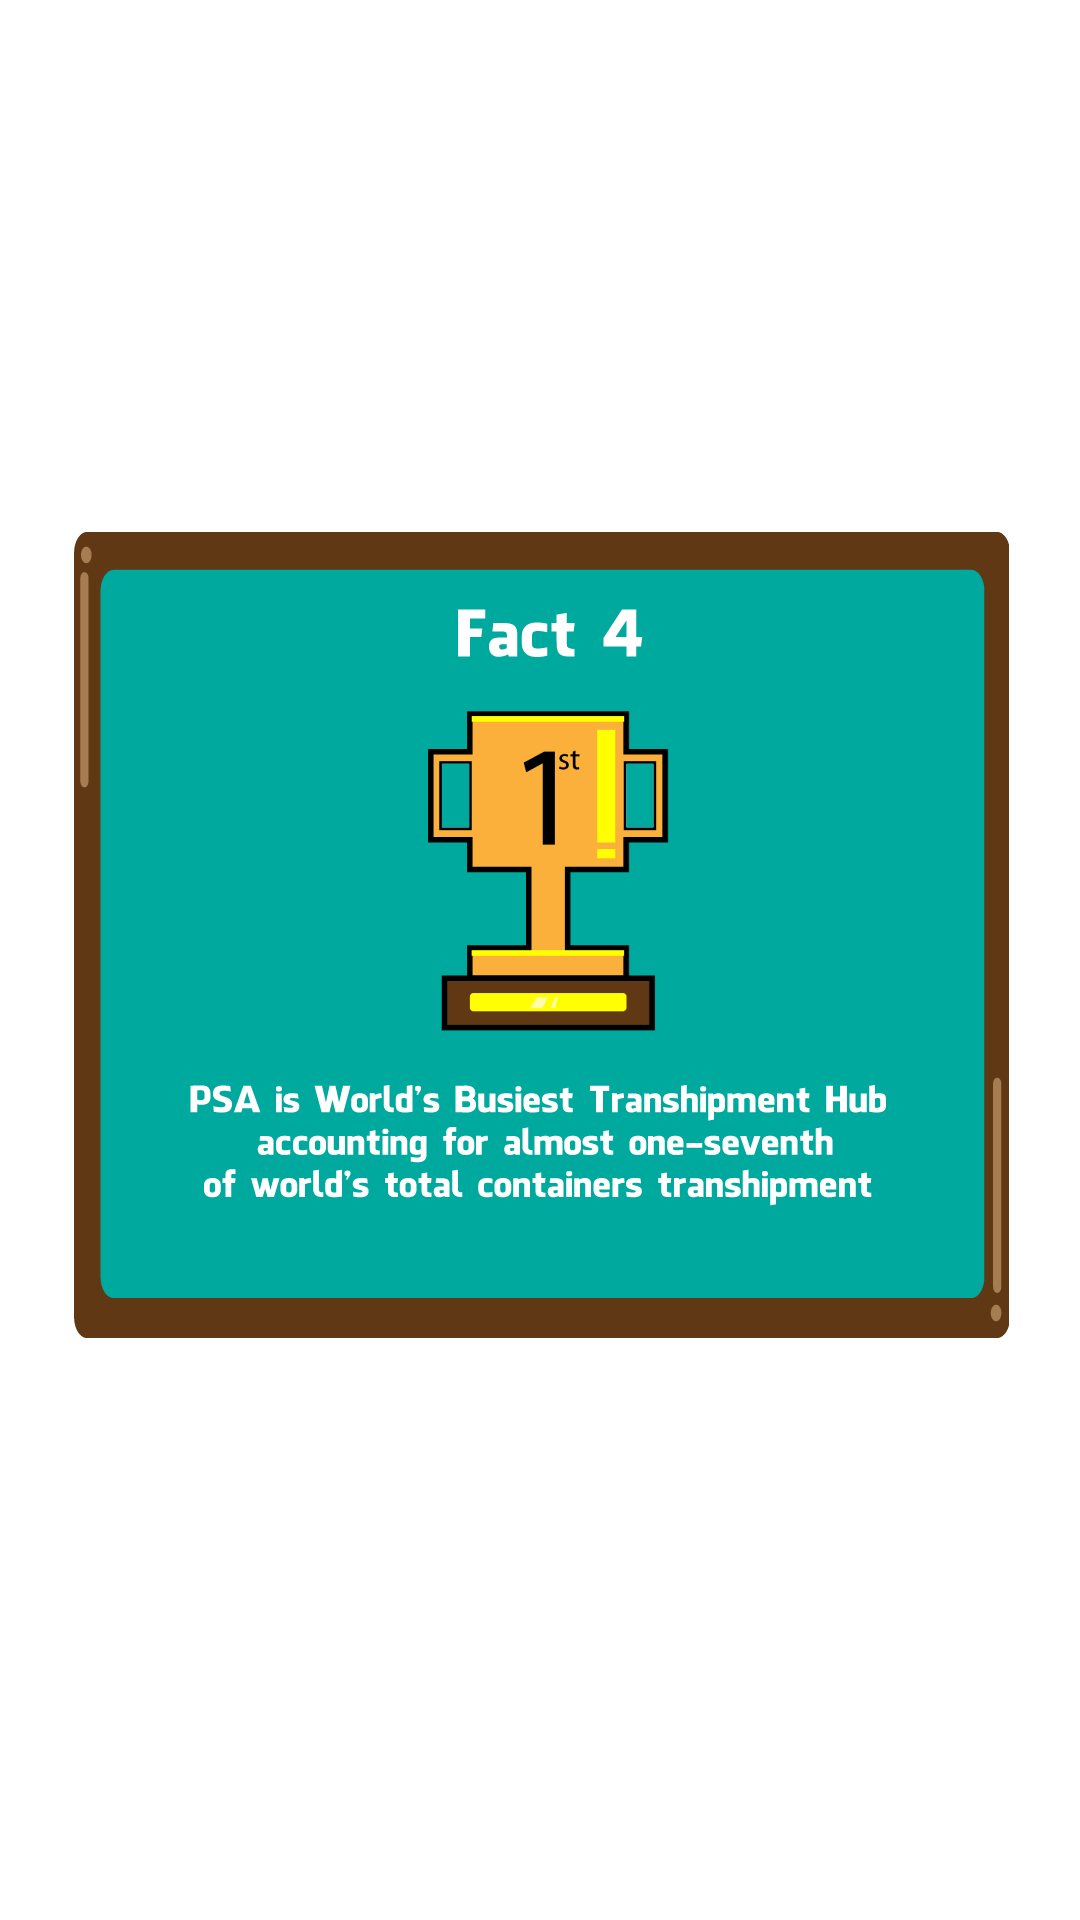 Fact 4
1st
PSA is World's Busiest Transhipment Hub
accounting for almost one-seventh
of world's total containers transhipment